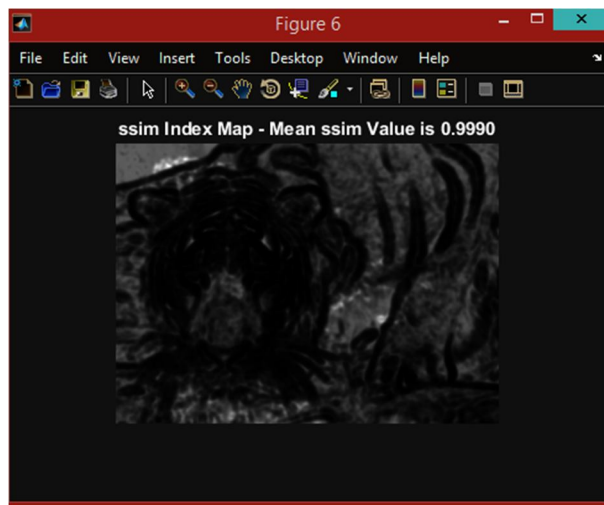 Figure 6
File Edit View Insert Tools Desktop Window Help
ssim Index Map - Mean ssim Value is 0.9990